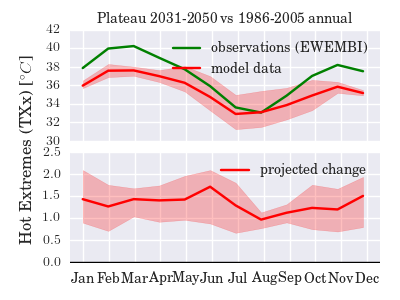 Plateau 2031-2050 vs 1986-2005 annual
Hot Extremes (TXx) [°C]
42
40
38
36
34
32
30
observations (EWEMBI)
model data
2.5
2.0
1.5
1.0
0.5
0.0
projected change
Jan Feb Mar Apr May Jun Jul Aug Sep Oct Nov Dec